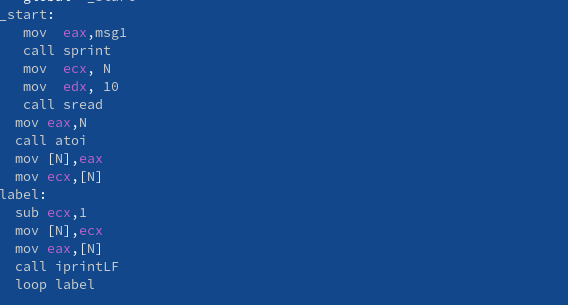 _start:
mov eax,msg1
call sprint
mov ecx, N
mov edx, 10
call sread
mov eax,N
call atoi
mov [N],eax
mov ecx,[N]
label:
sub ecx,1
mov [N],ecx
mov eax,[N]
call iprintLF
loop label